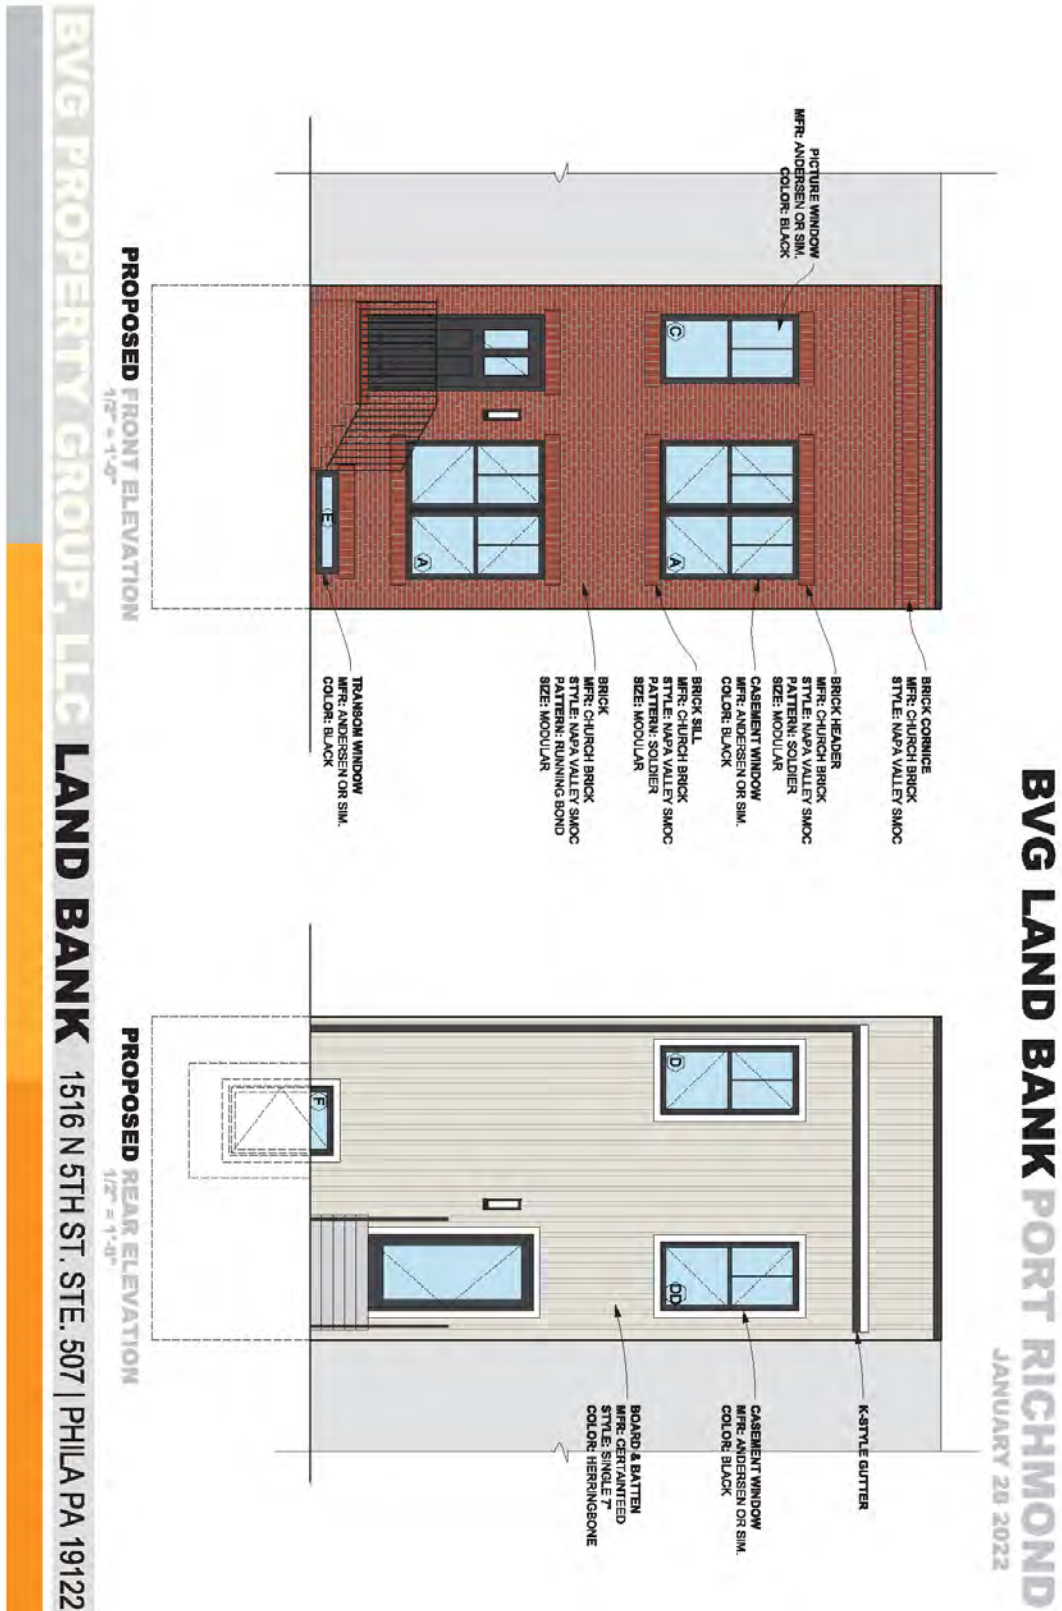 BVG LAND BANK PORT RICHMOND
JANUARY 28 2022
PICTURE WINDOW
MFR: ANDERSEN OR SIM.
COLOR: BLACK
C
A
A
E
BRICK CORNICE
MFR: CHURCH BRICK
STYLE: NAPA VALLEY SMOC
BRICK HEADER
MFR: CHURCH BRICK
STYLE: NAPA VALLEY SMOC
PATTERN: SOLDIER
SIZE: MODULAR
CASEMENT WINDOW
MFR: ANDERSEN OR SIM.
COLOR: BLACK
BRICK SILL
MFR: CHURCH BRICK
STYLE: NAPA VALLEY SMOC
PATTERN: SOLDIER
SIZE: MODULAR
BRICK
MFR: CHURCH BRICK
STYLE: NAPA VALLEY SMOC
PATTERN: RUNNING BOND
SIZE: MODULAR
TRANSOM WINDOW
MFR: ANDERSEN OR SIM.
COLOR: BLACK
PROPOSED FRONT ELEVATION
1/2" = 1'-0"
D
DD
F
K-STYLE GUTTER
CASEMENT WINDOW
MFR: ANDERSEN OR SIM.
COLOR: BLACK
BOARD & BATTEN
MFR: CERTAINTEED
STYLE: SINGLE 7"
COLOR: HERRINGBONE
PROPOSED REAR ELEVATION
1/2" = 1'-0"
BVG PROPERTY GROUP, LLC LAND BANK 1516 N 5TH ST. STE. 507 | PHILA PA 19122